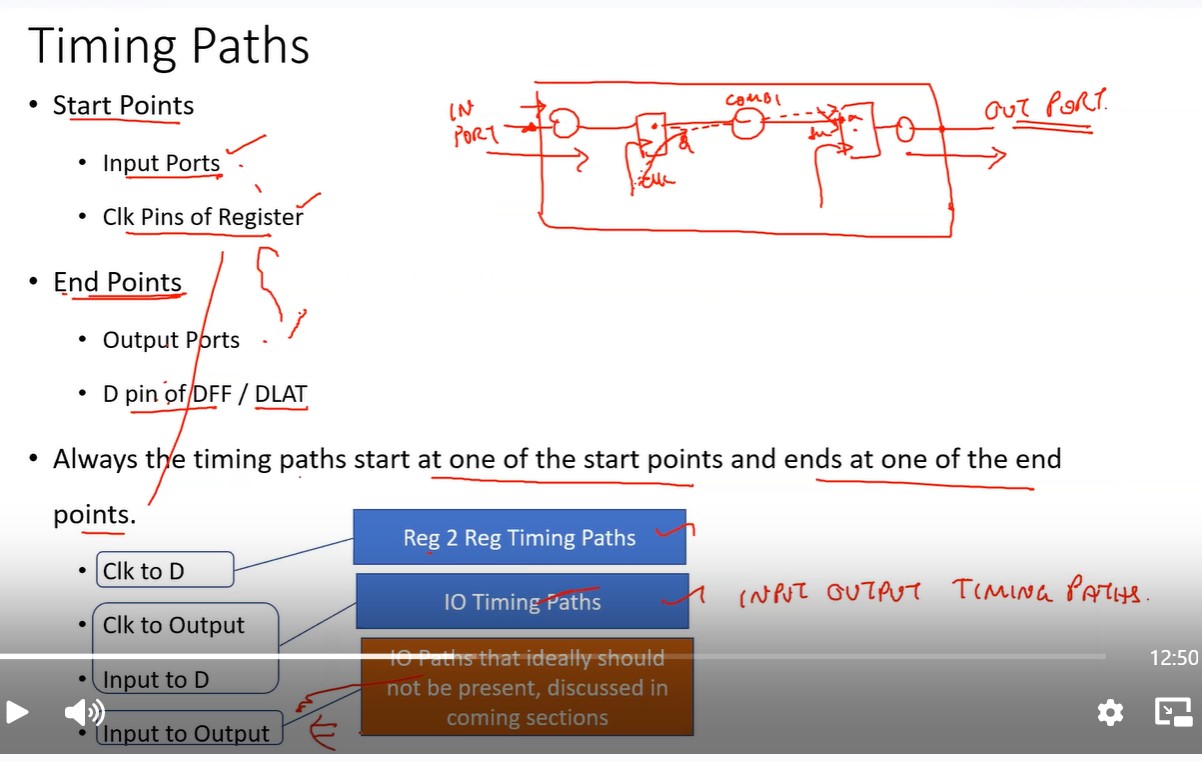 Timing Paths
• Start Points
• Input Ports
• Clk Pins of Register
• End Points
• Output Ports
• D pin of DFF / DLAT
IN
PORT
COMBI
OUT PORT.
clk
• Always the timing paths start at one of the start points and ends at one of the end
points.
• Clk to D
• Clk to Output
• Input to D
• Input to Output
Reg 2 Reg Timing Paths
IO Timing Paths
INPUT OUTPUT TIMING PATHS.
IO Paths that ideally should
not be present, discussed in
coming sections
12:50